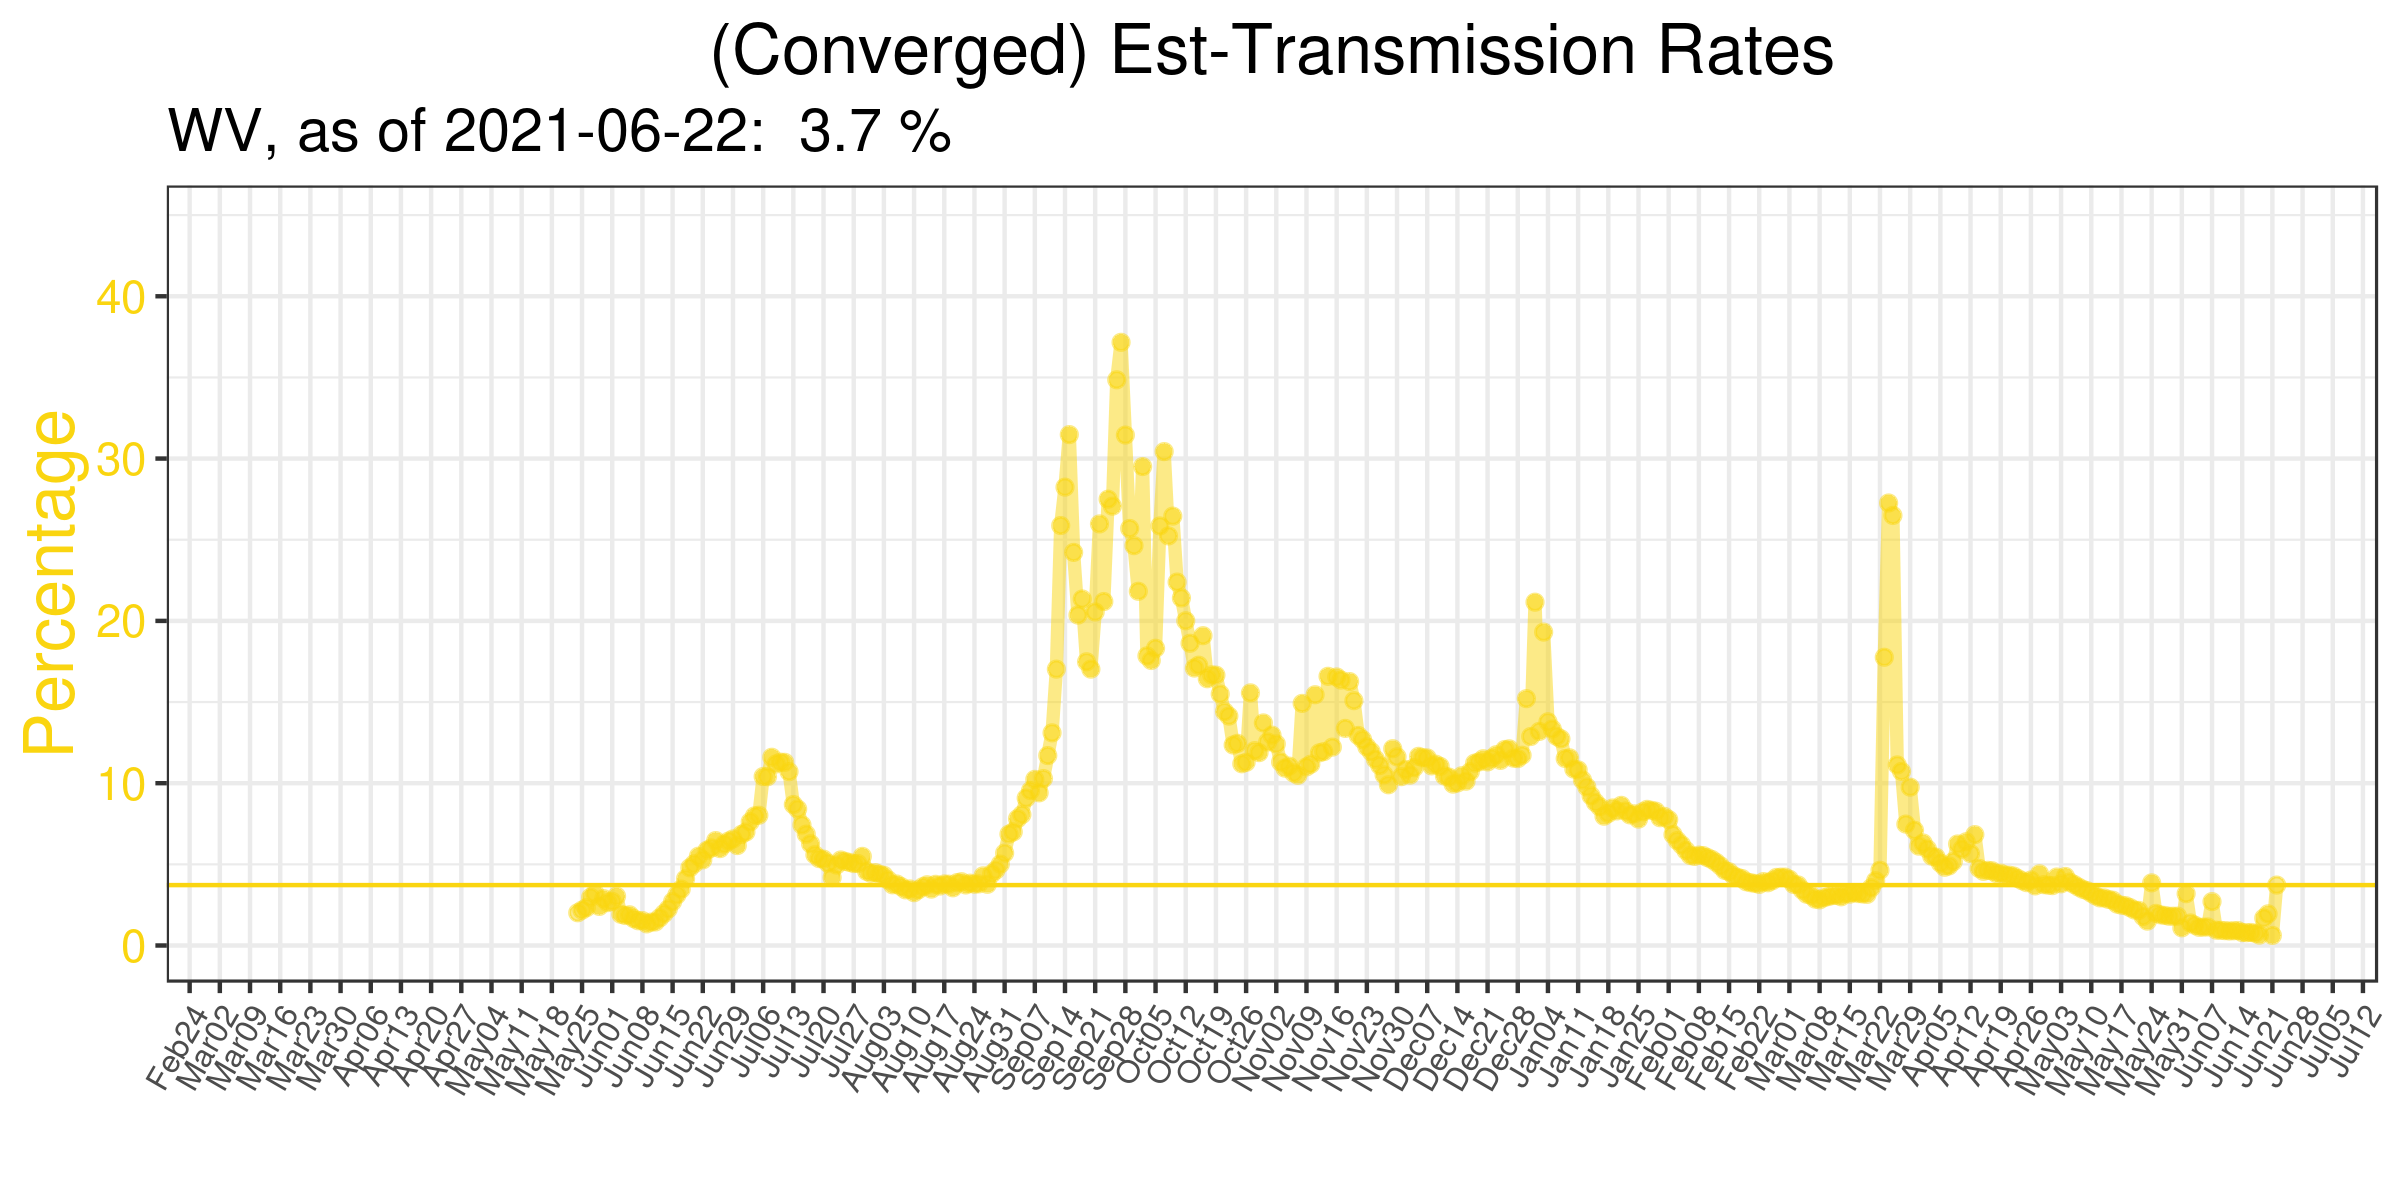 (Converged) Est-Transmission Rates
WV, as of 2021-06-22: 3.7 %
Percentage
40
30
20
10
0
Feb24
Mar02
Mar09
Mar16
Mar23
Mar30
Apr06
Apr13
Apr20
Apr27
May04
May11
May18
May25
Jun01
Jun08
Jun15
Jun22
Jun29
Jul06
Jul13
Jul20
Jul27
Aug03
Aug10
Aug17
Aug24
Aug31
Sep07
Sep14
Sep21
Sep28
Oct05
Oct12
Oct19
Oct26
Nov02
Nov09
Nov16
Nov23
Nov30
Dec07
Dec14
Dec21
Dec28
Jan04
Jan11
Jan18
Jan25
Feb01
Feb08
Feb15
Feb22
Mar01
Mar08
Mar15
Mar22
Mar29
Apr05
Apr12
Apr19
Apr26
May03
May10
May17
May24
May31
Jun07
Jun14
Jun21
Jun28
Jul05
Jul12